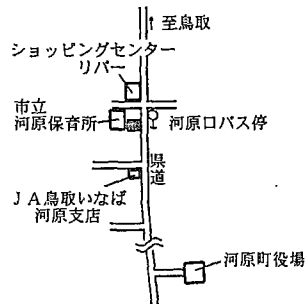 至鳥取
ショッピングセンター
リバー
市立
河原保育所
河原口バス停
県道
JA鳥取いなば
河原支店
河原町役場